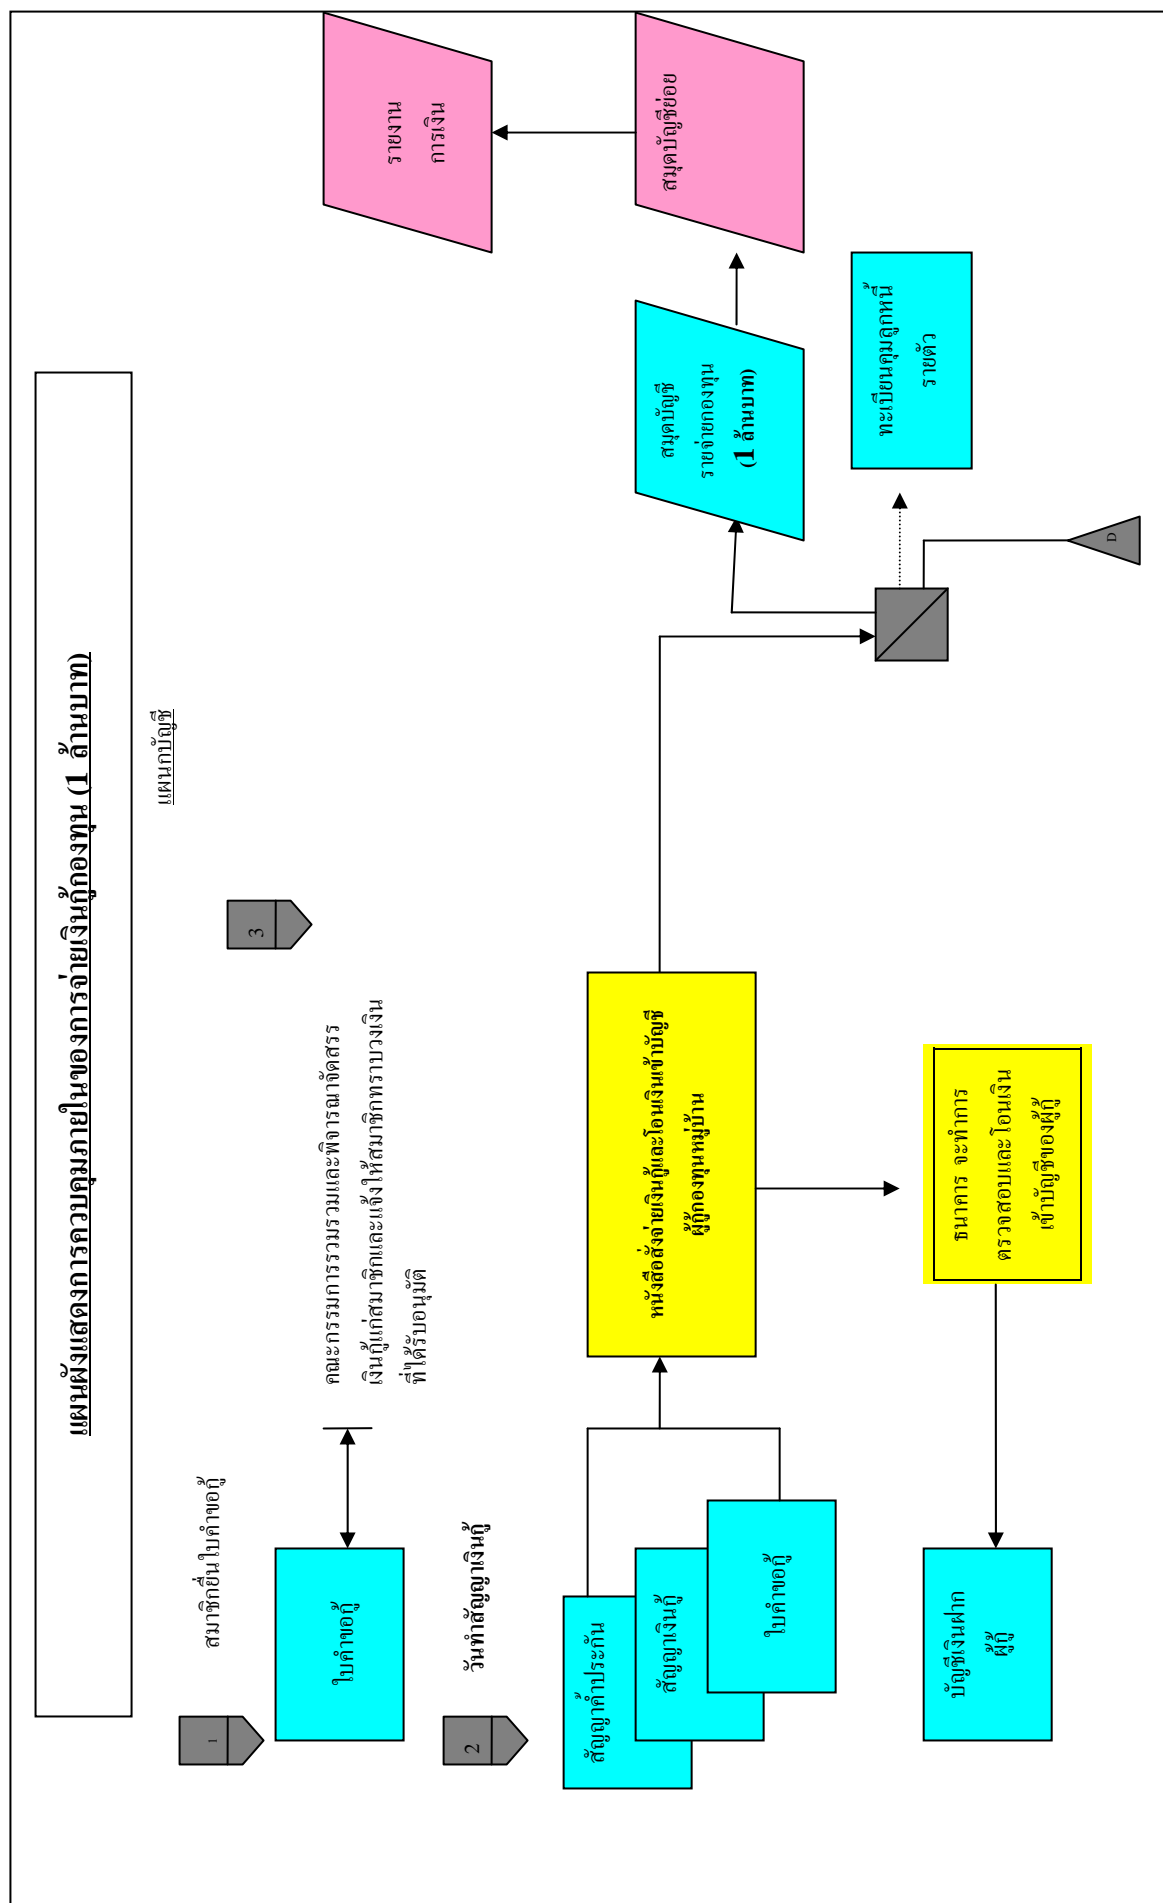 แผนผังแสดงการควบคุมภายในของการจ่ายเงินกู้กองทุน (1 ล้านบาท)
แผนกบัญชี
1
สมาชิกยื่นใบคำขอกู้
3
ใบคำขอกู้
คณะกรรมการรวมรวมและพิจารณาจัดสรร
เงินกู้แก่สมาชิกและแจ้งให้สมาชิกทราบวงเงิน
ที่ได้รับอนุมัติ
รายงาน
การเงิน
2
วันทำสัญญาเงินกู้
สัญญาค้ำประกัน
สัญญาเงินกู้
ใบคำขอกู้
หนังสือสั่งจ่ายเงินกู้และโอนเงินเข้าบัญชี
ผู้กู้กองทุนหมู่บ้าน
สมุดบัญชี
รายจ่ายกองทุน
(1 ล้านบาท)
สมุดบัญชีย่อย
ทะเบียนคุมลูกหนี้
รายตัว
บัญชีเงินฝาก
ผู้กู้
ธนาคาร จะทำการ
ตรวจสอบและโอนเงิน
เข้าบัญชีของผู้กู้
D